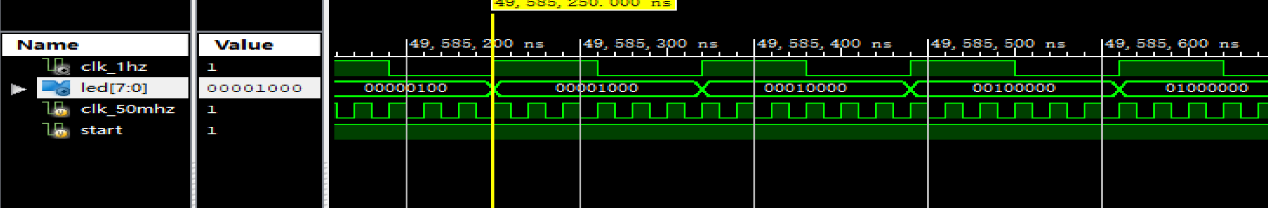 49,585,250.000 ns
Name Value 49,585,200 ns 49,585,300 ns 49,585,400 ns 49,585,500 ns 49,585,600 ns
clk_1hz 1
led[7:0] 00001000 00000100 00001000 00010000 00100000 01000000
clk_50mhz 1
start 1